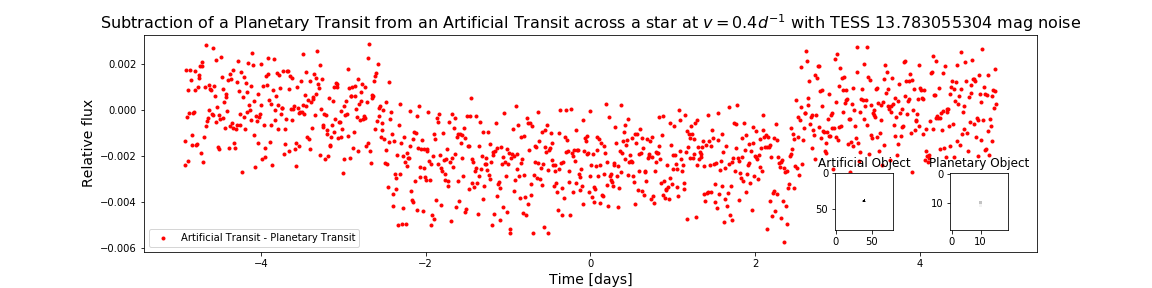 Subtraction of a Planetary Transit from an Artificial Transit across a star at v = 0.4d⁻¹ with TESS 13.783055304 mag noise
Relative flux
0.002
0.000
−0.002
−0.004
−0.006
Artificial Transit - Planetary Transit
Artificial Object
0
50
0 50
Planetary Object
0
10
0 10
−4 −2 0 2 4
Time [days]